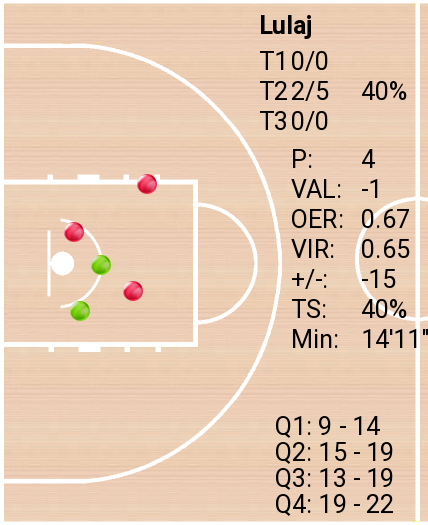 Lulaj
T1 0/0
T2 2/5 40%
T3 0/0
P: 4
VAL: -1
OER: 0.67
VIR: 0.65
+/-: -15
TS: 40%
Min: 14'11"
Q1: 9 - 14
Q2: 15 - 19
Q3: 13 - 19
Q4: 19 - 22